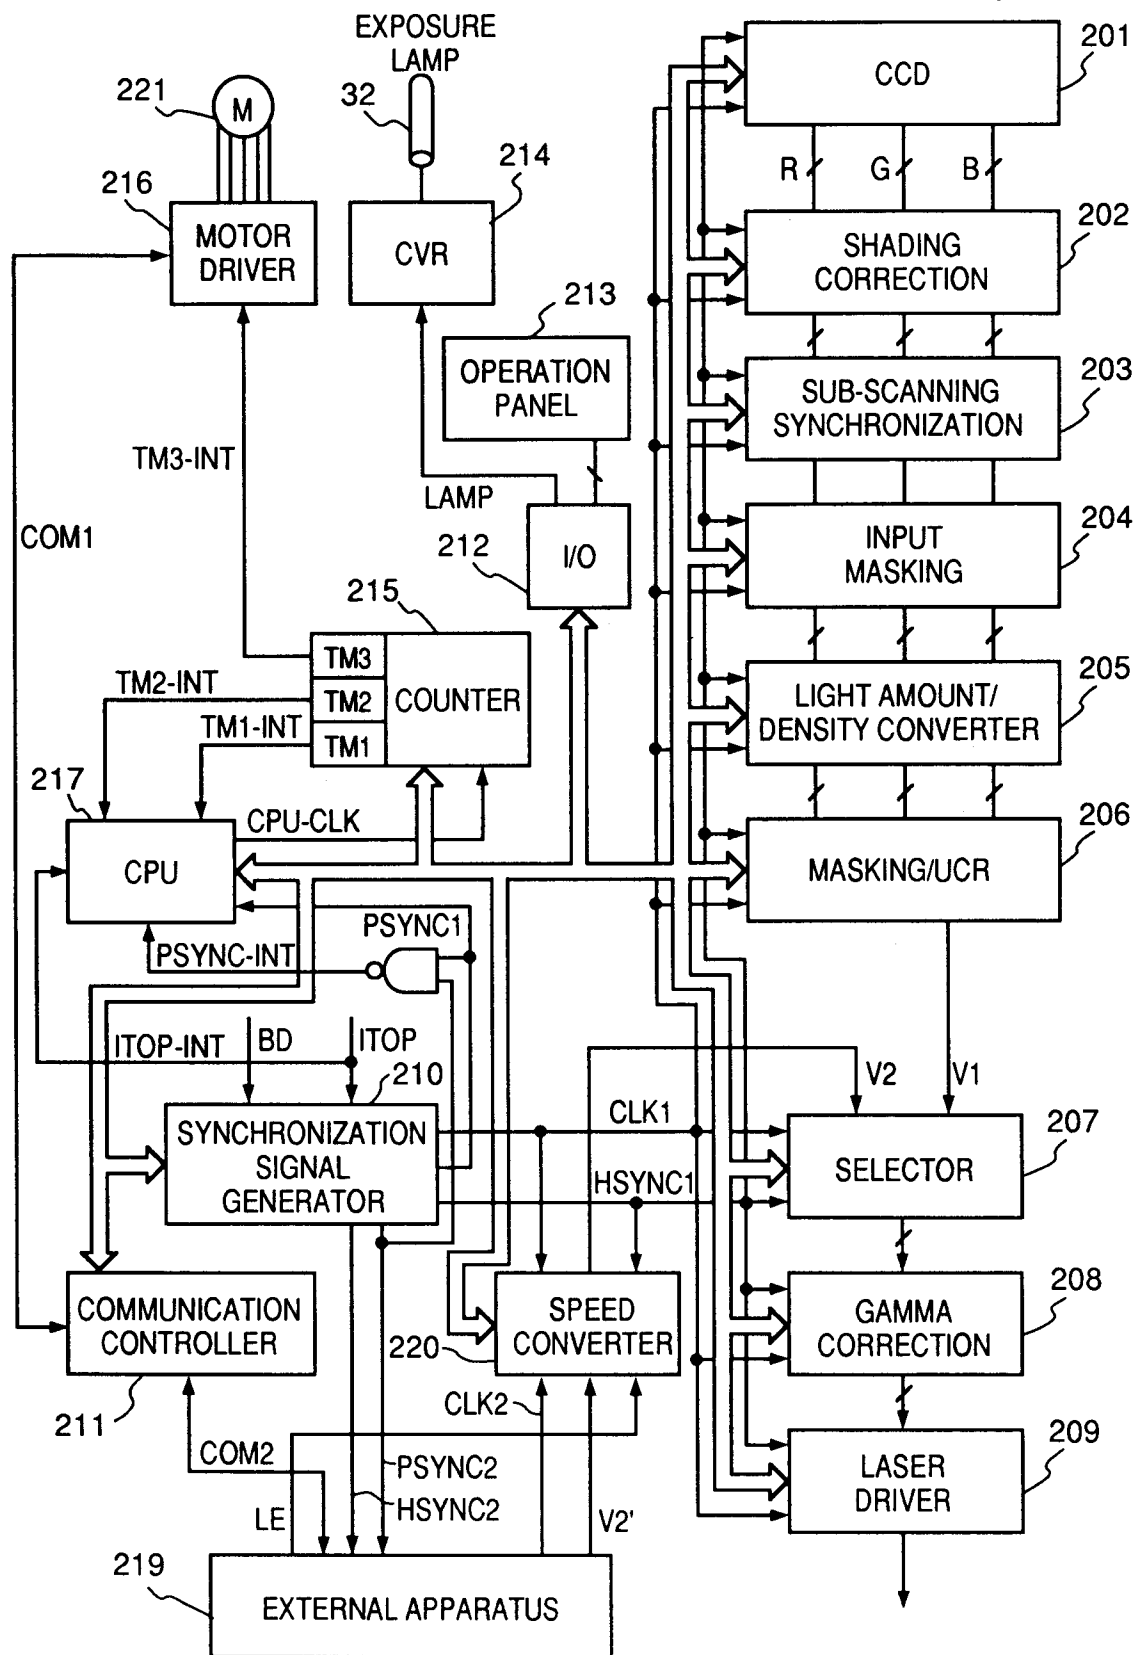 EXPOSURE
LAMP
32
221
M
216
MOTOR
DRIVER
214
CVR
213
OPERATION
PANEL
TM3-INT
LAMP
COM1
212
I/O
215
TM3
TM2
TM1
COUNTER
TM2-INT
TM1-INT
217
CPU
CPU-CLK
PSYNC1
PSYNC-INT
ITOP-INT
BD
ITOP
210
SYNCHRONIZATION
SIGNAL
GENERATOR
CLK1
HSYNC1
COMMUNICATION
CONTROLLER
211
220
SPEED
CONVERTER
CLK2
COM2
PSYNC2
HSYNC2
LE
V2'
219
EXTERNAL APPARATUS
201
CCD
R
G
B
202
SHADING
CORRECTION
203
SUB-SCANNING
SYNCHRONIZATION
204
INPUT
MASKING
205
LIGHT AMOUNT/
DENSITY CONVERTER
206
MASKING/UCR
V2
V1
207
SELECTOR
208
GAMMA
CORRECTION
209
LASER
DRIVER